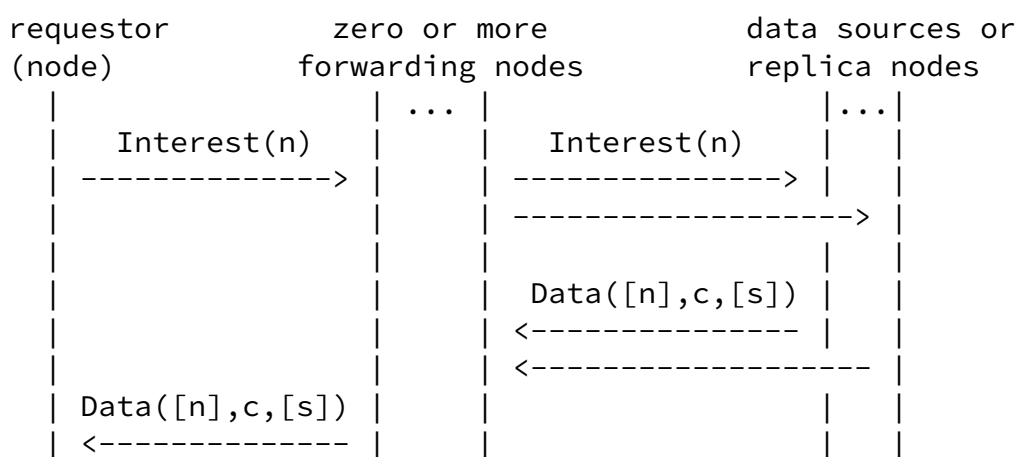 requestor zero or more data sources or
(node) forwarding nodes replica nodes
| | ... | |...|
| Interest(n) | | Interest(n) | |
| --------------> | | ---------------> | |
| | | -------------------> |
| | | | |
| | | Data([n],c,[s]) | |
| | | <--------------- | |
| | | <------------------- |
| Data([n],c,[s]) | | | |
| <-------------- | | | |